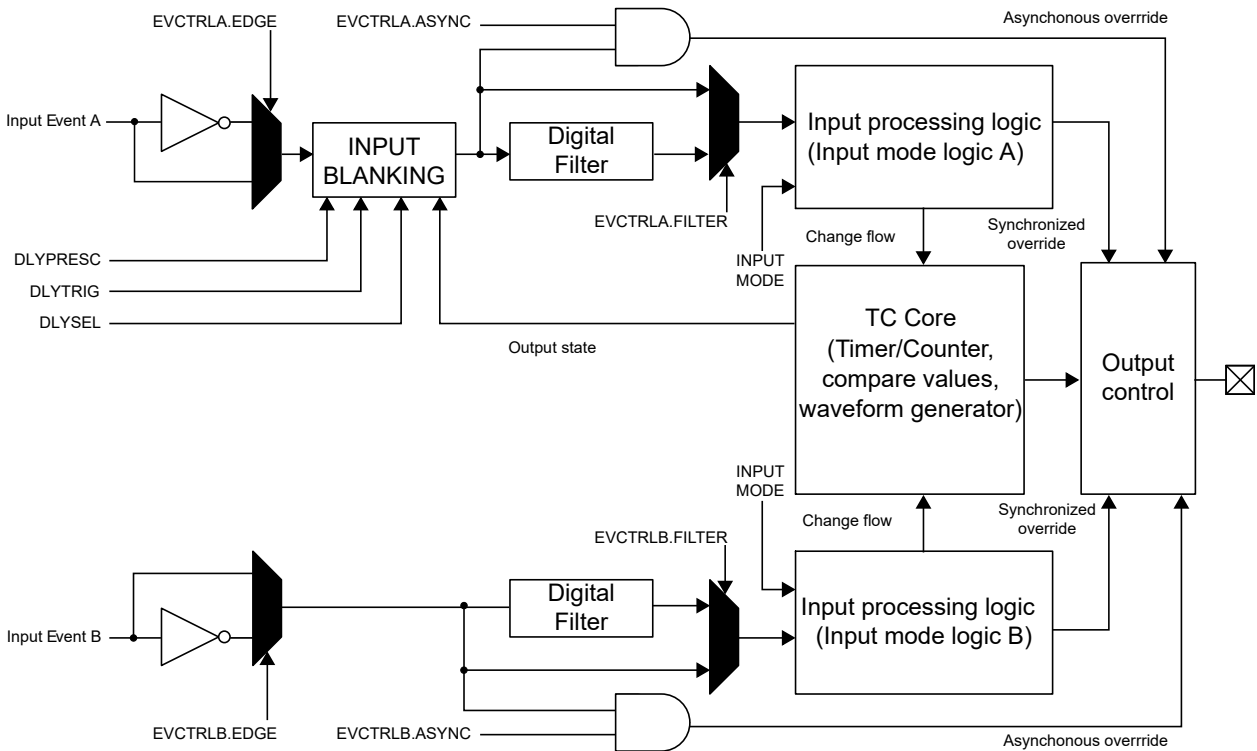 EVCTRLA.EDGE
EVCTRLA.ASYNC
Asynchonous overrride
Input Event A
INPUT
BLANKING
Digital
Filter
Input processing logic
(Input mode logic A)
EVCTRLA.FILTER
DLYPRESC
DLYTRIG
DLYSEL
INPUT
MODE
Change flow
Synchronized
override
Output state
TC Core
(Timer/Counter,
compare values,
waveform generator)
Output
control
INPUT
MODE
Change flow
Synchronized
override
EVCTRLB.FILTER
Input Event B
Digital
Filter
Input processing logic
(Input mode logic B)
EVCTRLB.EDGE
EVCTRLB.ASYNC
Asynchonous overrride